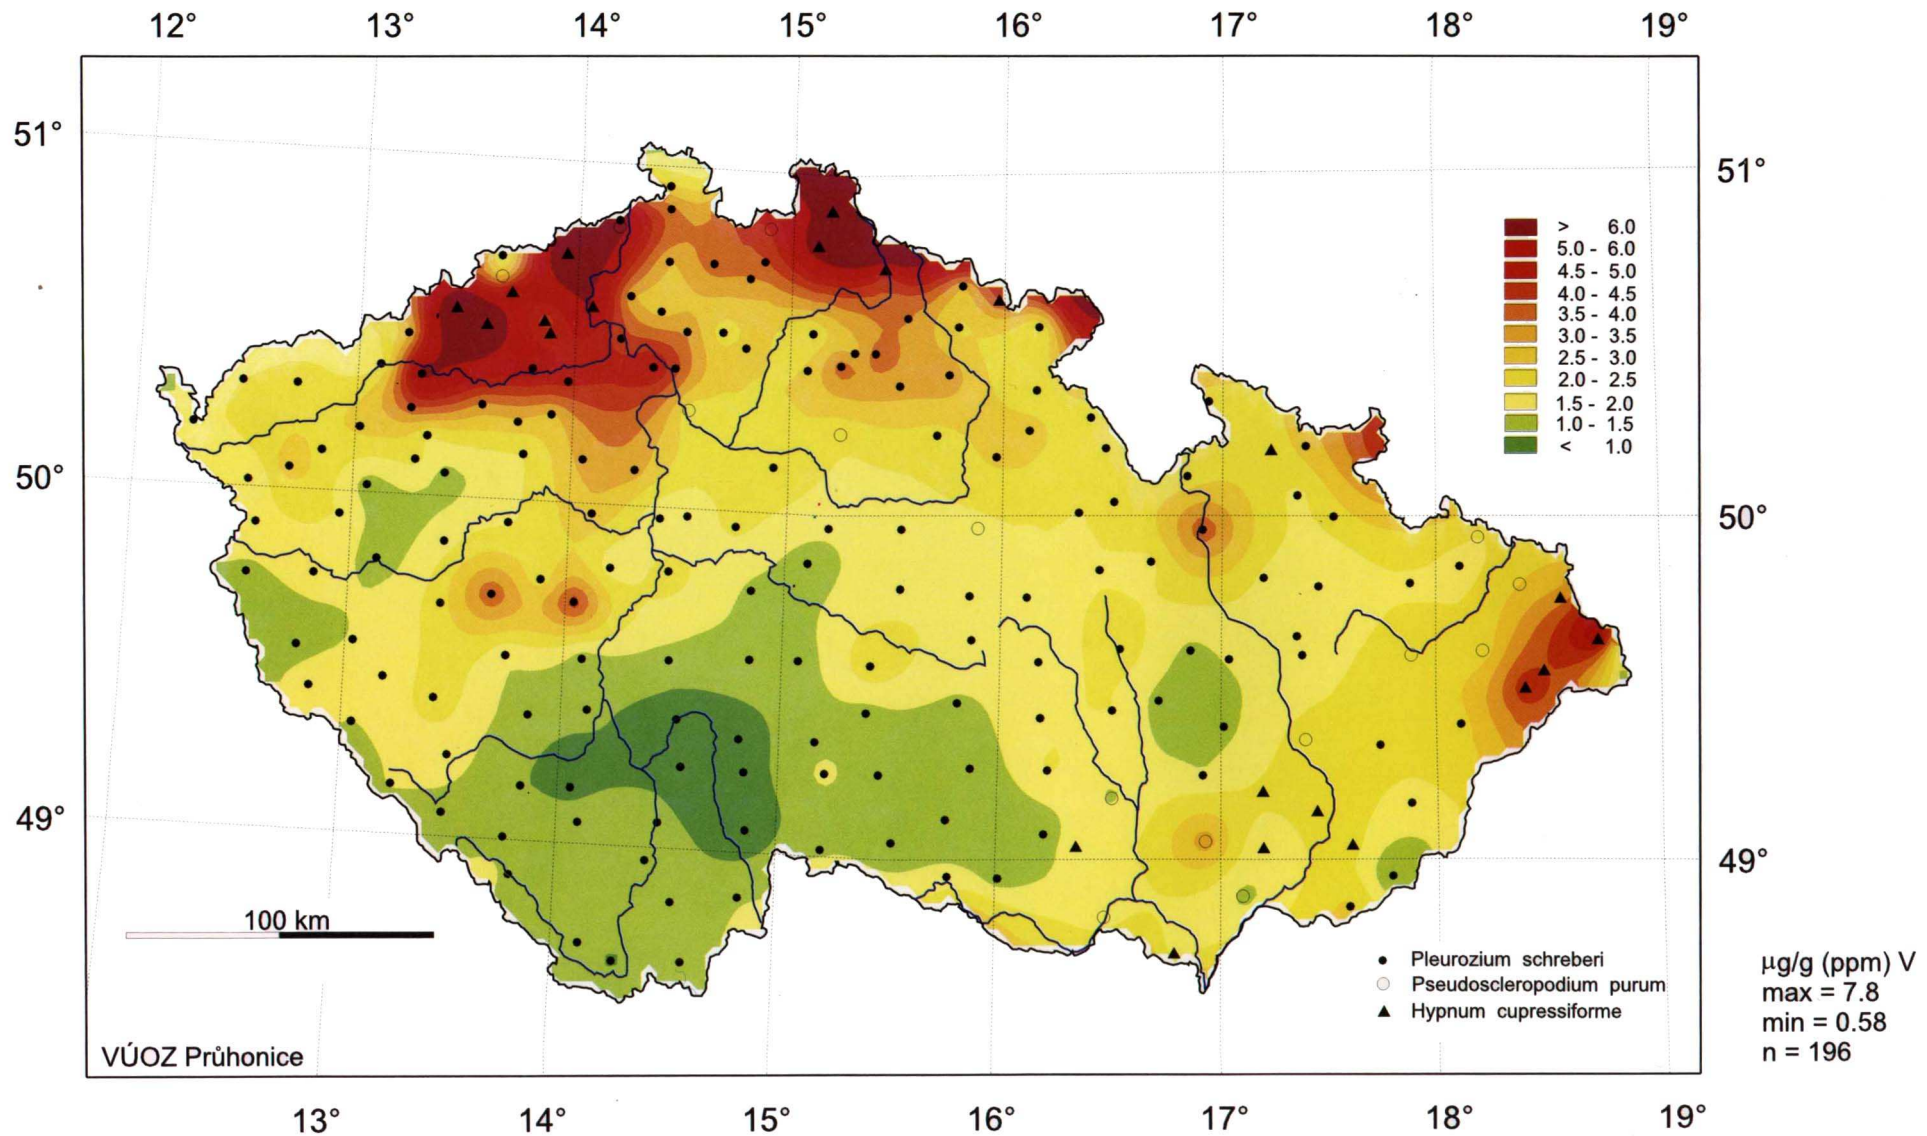 12° 13° 14° 15° 16° 17° 18° 19°
51°
51°
> 6.0
5.0 - 6.0
4.5 - 5.0
4.0 - 4.5
3.5 - 4.0
3.0 - 3.5
2.5 - 3.0
2.0 - 2.5
1.5 - 2.0
1.0 - 1.5
< 1.0
50°
50°
49°
49°
100 km
Pleurozium schreberi
Pseudoscleropodium purum
Hypnum cupressiforme
µg/g (ppm) V
max = 7.8
min = 0.58
n = 196
VÚOZ Průhonice
13° 14° 15° 16° 17° 18° 19°